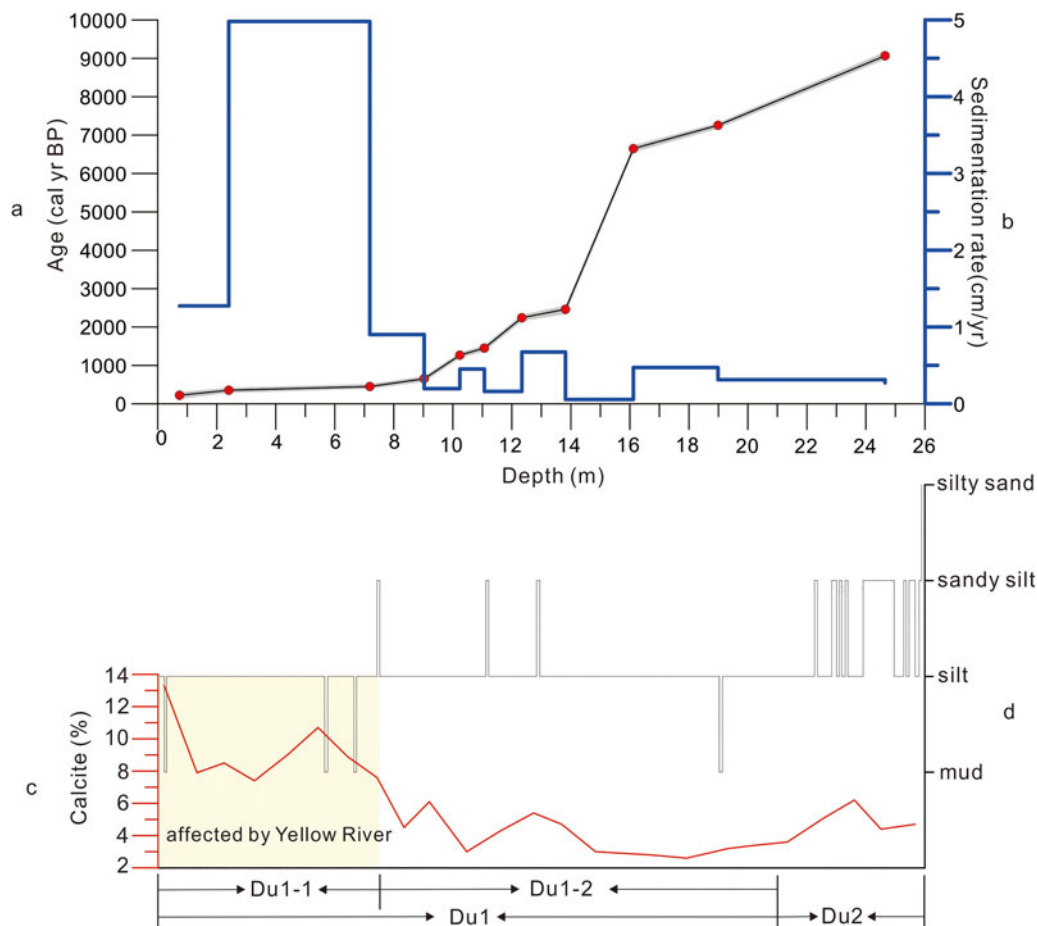 a
Age (cal yr BP)
10000
9000
8000
7000
6000
5000
4000
3000
2000
1000
0
5
4
3
2
1
0
Sedimentation rate(cm/yr)
b
0 2 4 6 8 10 12 14 16 18 20 22 24 26
Depth (m)
silty sand
sandy silt
silt
mud
d
c
Calcite (%)
14
12
10
8
6
4
2
affected by Yellow River
Du1-1 Du1-2
Du1 Du2